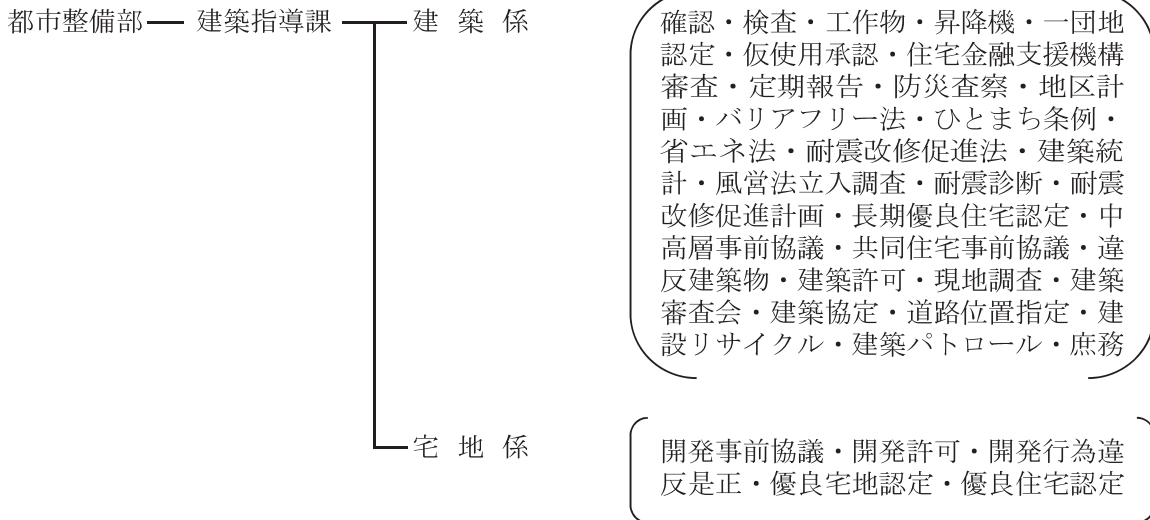 都市整備部 建築指導課 建築係
確認・検査・工作物・昇降機・一団地
認定・仮使用承認・住宅金融支援機構
審査・定期報告・防災査察・地区計
画・バリアフリー法・ひとまち条例・
省エネ法・耐震改修促進法・建築統
計・風営法立入調査・耐震診断・耐震
改修促進計画・長期優良住宅認定・中
高層事前協議・共同住宅事前協議・違
反建築物・建築許可・現地調査・建築
審査会・建築協定・道路位置指定・建
設リサイクル・建築パトロール・庶務
宅地係
開発事前協議・開発許可・開発行為違
反是正・優良宅地認定・優良住宅認定